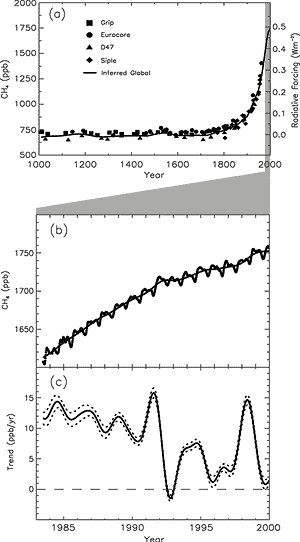 (a)
Grip
Eurocore
D47
Siple
Inferred Global
CH₄ (ppb)
1750
1500
1250
1000
750
500
Radiative Forcing (Wm⁻²)
0.5
0.4
0.3
0.2
0.1
0.0
1000 1200 1400 1600 1800 2000
Year
(b)
CH₄ (ppb)
1750
1700
1650
(c)
Trend (ppb/yr)
15
10
5
0
1985 1990 1995 2000
Year